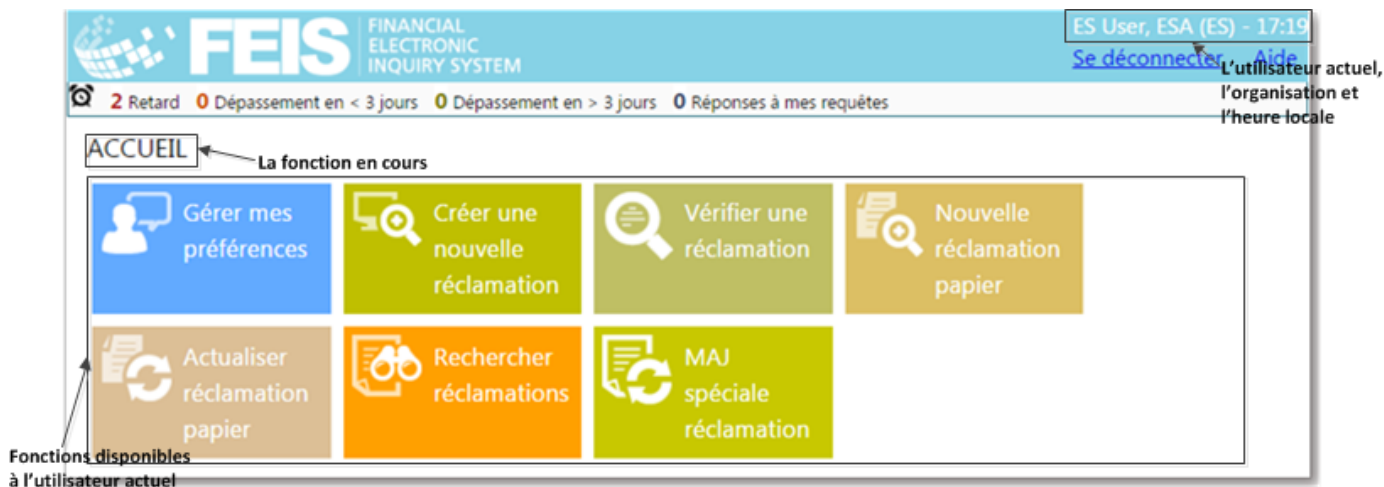 FEIS
FINANCIAL
ELECTRONIC
INQUIRY SYSTEM
ES User, ESA (ES) - 17:19
Se déconnecter Aide
L'utilisateur actuel,
l'organisation et
l'heure locale
2 Retard 0 Dépassement en < 3 jours 0 Dépassement en > 3 jours 0 Réponses à mes requêtes
ACCUEIL
La fonction en cours
Gérer mes
préférences
Créer une
nouvelle
réclamation
Vérifier une
réclamation
Nouvelle
réclamation
papier
Actualiser
réclamation
papier
Rechercher
réclamations
MAJ
spéciale
réclamation
Fonctions disponibles
à l'utilisateur actuel